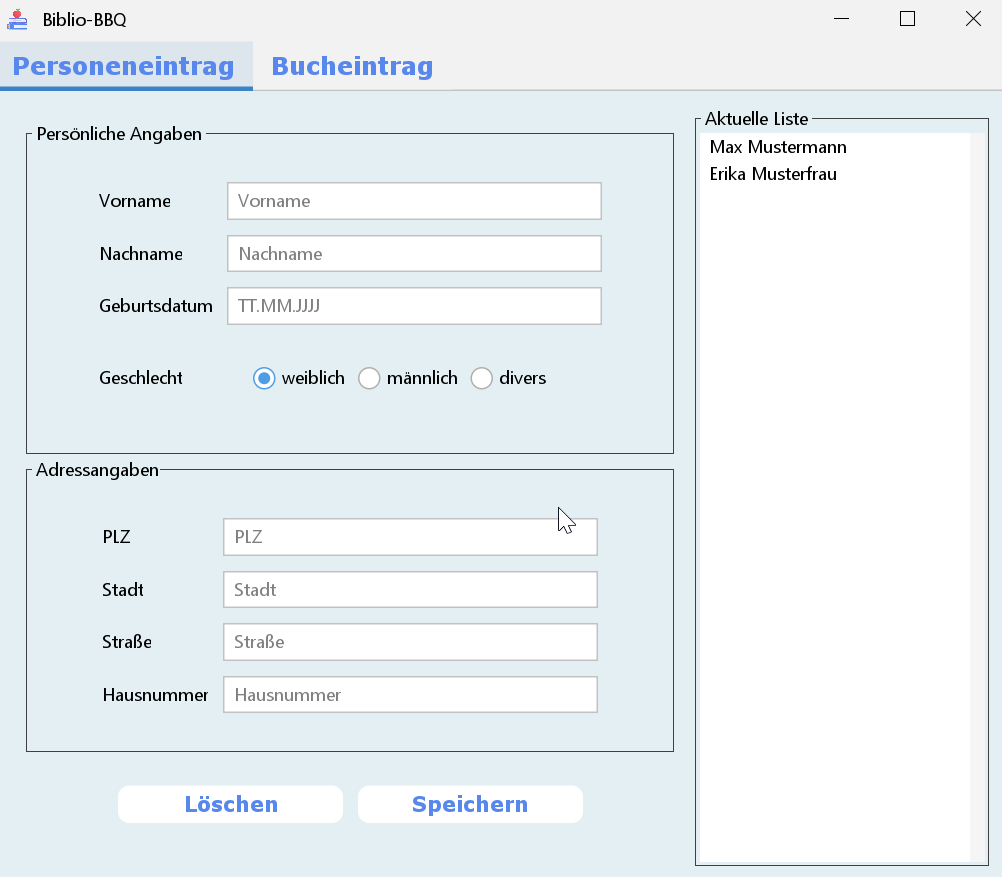 Biblio-BBQ
Personeneintrag Bucheintrag
Persönliche Angaben
Vorname Vorname
Nachname Nachname
Geburtsdatum TT.MM.JJJJ
Geschlecht weiblich männlich divers
Adressangaben
PLZ PLZ
Stadt Stadt
Straße Straße
Hausnummer Hausnummer
Löschen Speichern
Aktuelle Liste
Max Mustermann
Erika Musterfrau